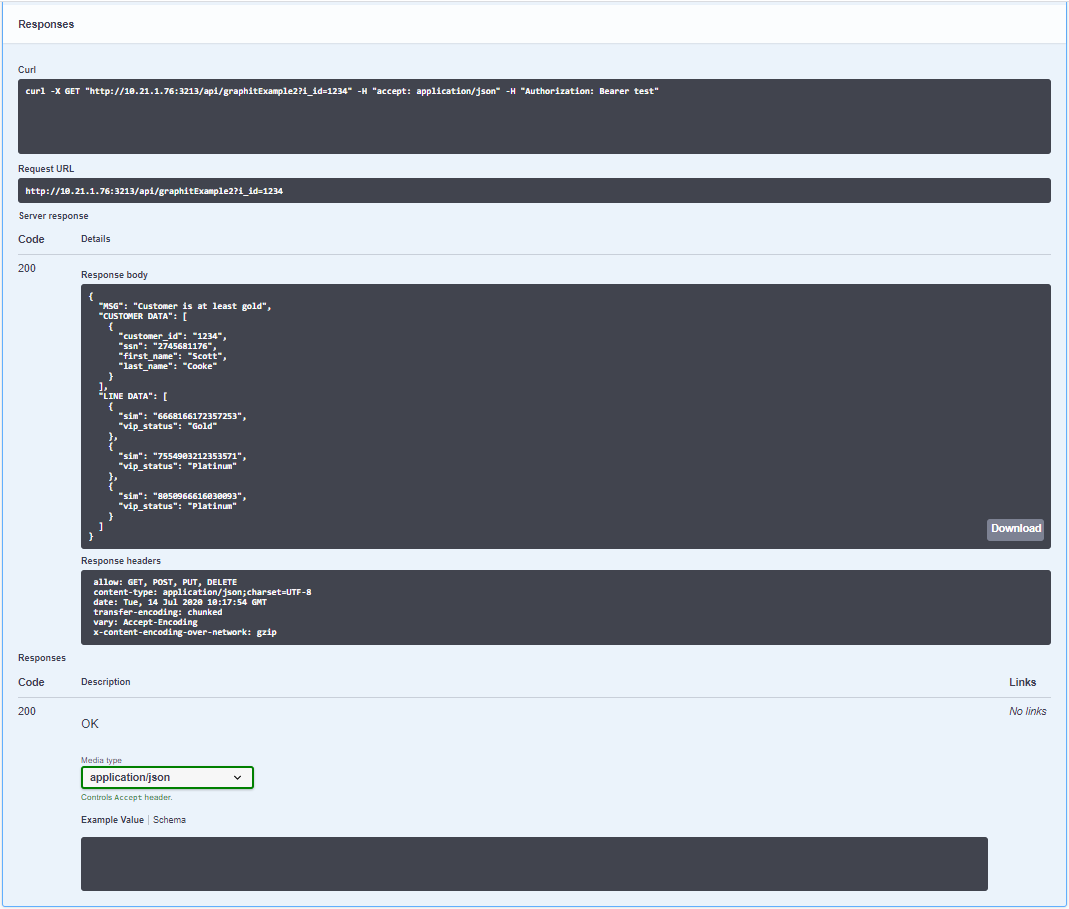 Responses
Curl
curl -X GET "http://10.21.1.76:3213/api/graphitExample2?i_id=1234" -H "accept: application/json" -H "Authorization: Bearer test"
Request URL
http://10.21.1.76:3213/api/graphitExample2?i_id=1234
Server response
Code Details
200
Response body
{
  "MSG": "Customer is at least gold",
  "CUSTOMER DATA": [
    {
      "customer_id": "1234",
      "ssn": "2745681176",
      "first_name": "Scott",
      "last_name": "Cooke"
    }
  ],
  "LINE DATA": [
    {
      "sim": "6668166172357253",
      "vip_status": "Gold"
    },
    {
      "sim": "7554903212353571",
      "vip_status": "Platinum"
    },
    {
      "sim": "8050966616030093",
      "vip_status": "Platinum"
    }
  ]
}
Download
Response headers
allow: GET, POST, PUT, DELETE
content-type: application/json;charset=UTF-8
date: Tue, 14 Jul 2020 10:17:54 GMT
transfer-encoding: chunked
vary: Accept-Encoding
x-content-encoding-over-network: gzip
Responses
Code Description Links
200 No links
OK
Media type
application/json
Controls Accept header.
Example Value | Schema